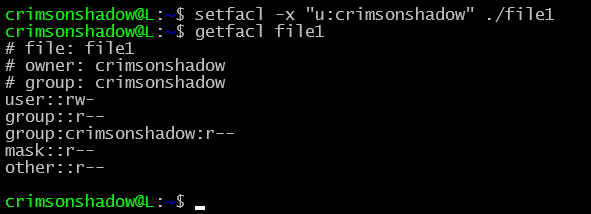 crimsonshadow@L:~$ setfacl -x "u:crimsonshadow" ./file1
crimsonshadow@L:~$ getfacl file1
# file: file1
# owner: crimsonshadow
# group: crimsonshadow
user::rw-
group::r--
group:crimsonshadow:r--
mask::r--
other::r--
crimsonshadow@L:~$